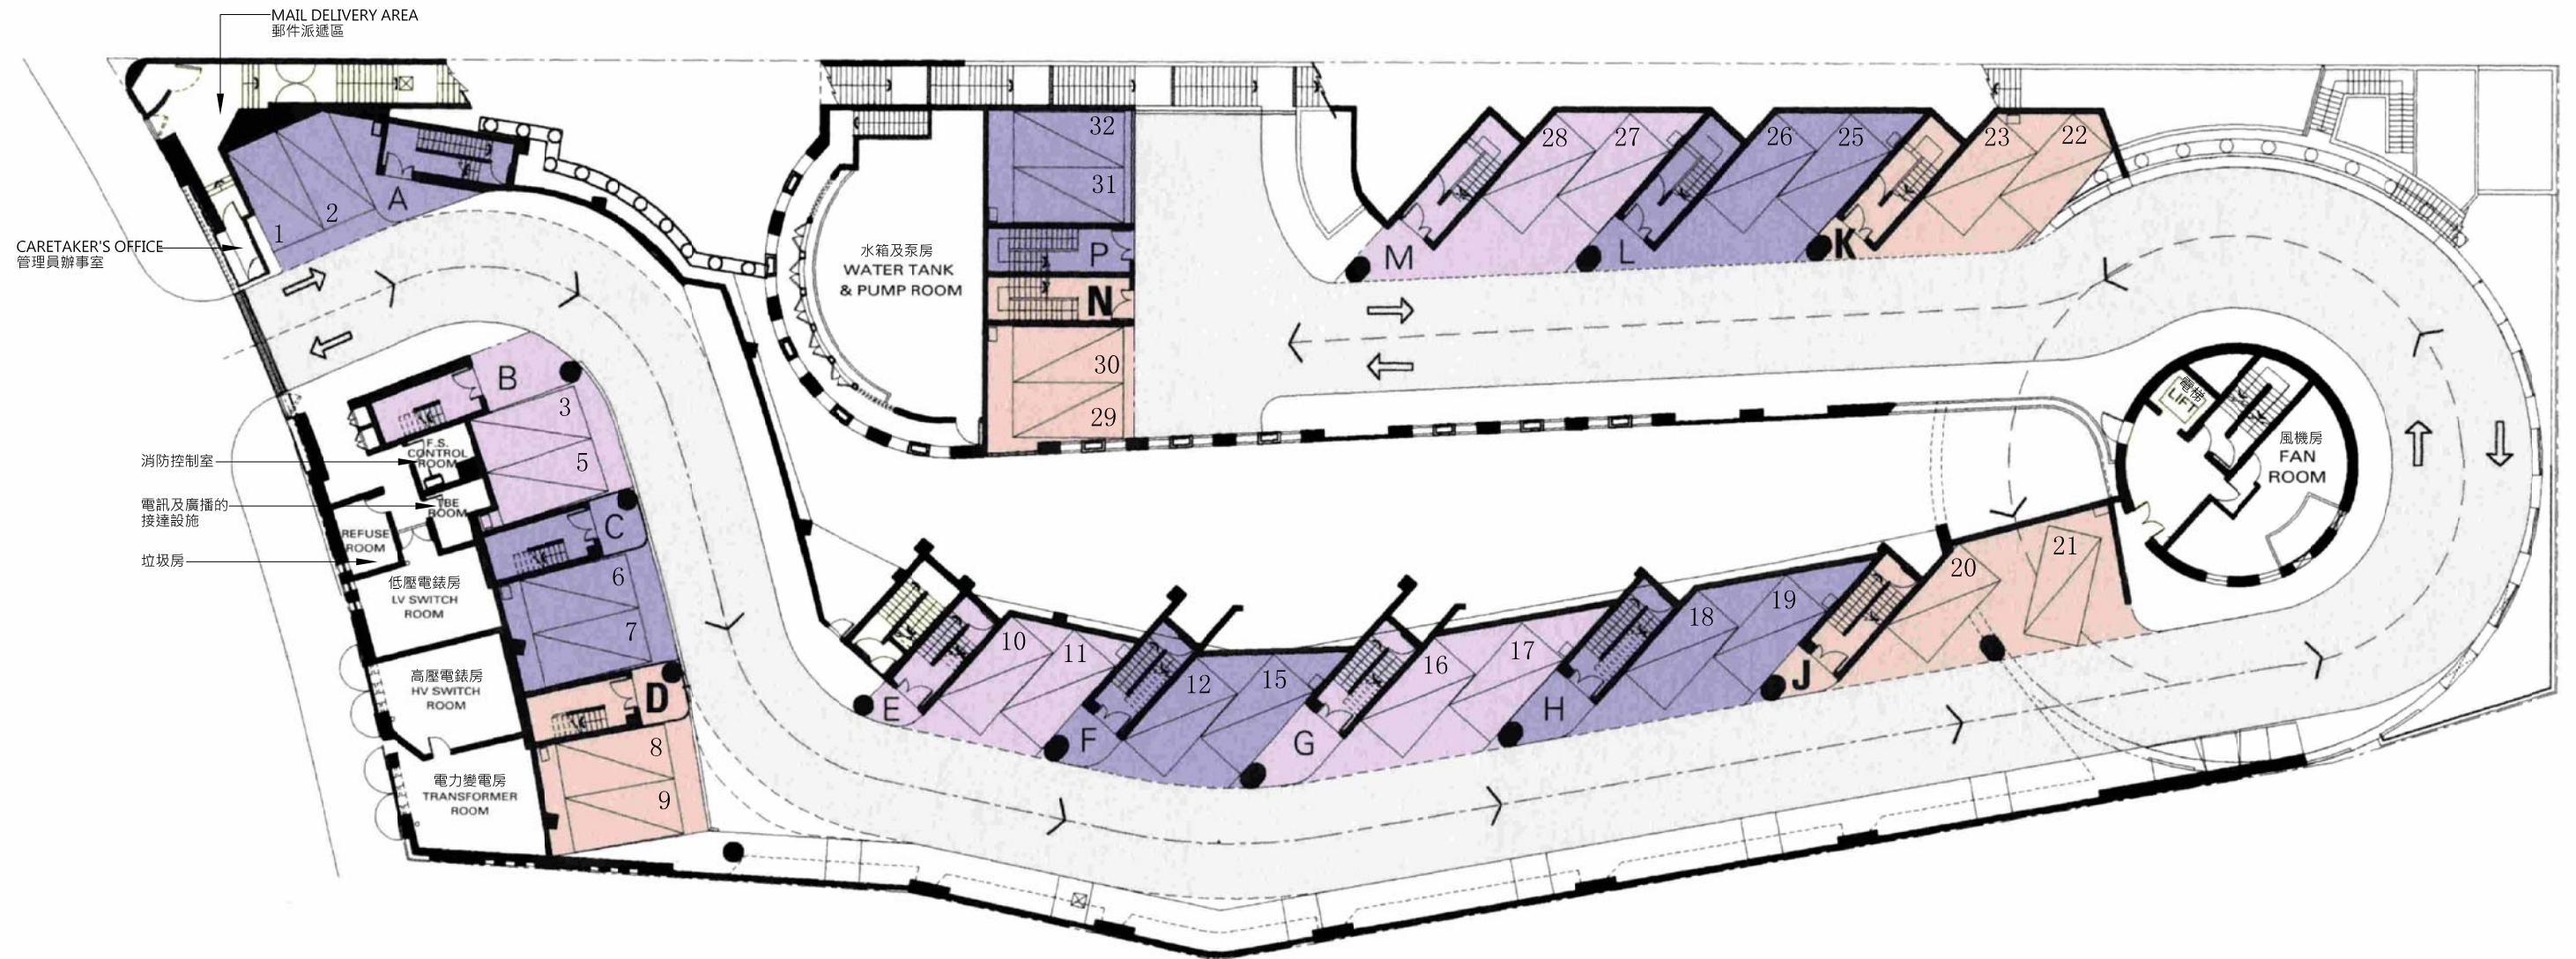 MAIL DELIVERY AREA
郵件派遞區
CARETAKER'S OFFICE
管理員辦事室
1
2
A
B
3
5
F.S.
CONTROL
ROOM
消防控制室
電訊及廣播的
接達設施
TBE
ROOM
REFUSE
ROOM
垃圾房
C
6
7
低壓電錶房
LV SWITCH
ROOM
高壓電錶房
HV SWITCH
ROOM
D
8
9
電力變電房
TRANSFORMER
ROOM
水箱及泵房
WATER TANK
& PUMP ROOM
32
31
P
N
30
29
28
27
M
26
25
L
23
22
K
電梯
LIFT
風機房
FAN
ROOM
E
10
11
F
12
15
G
16
17
H
18
19
J
20
21